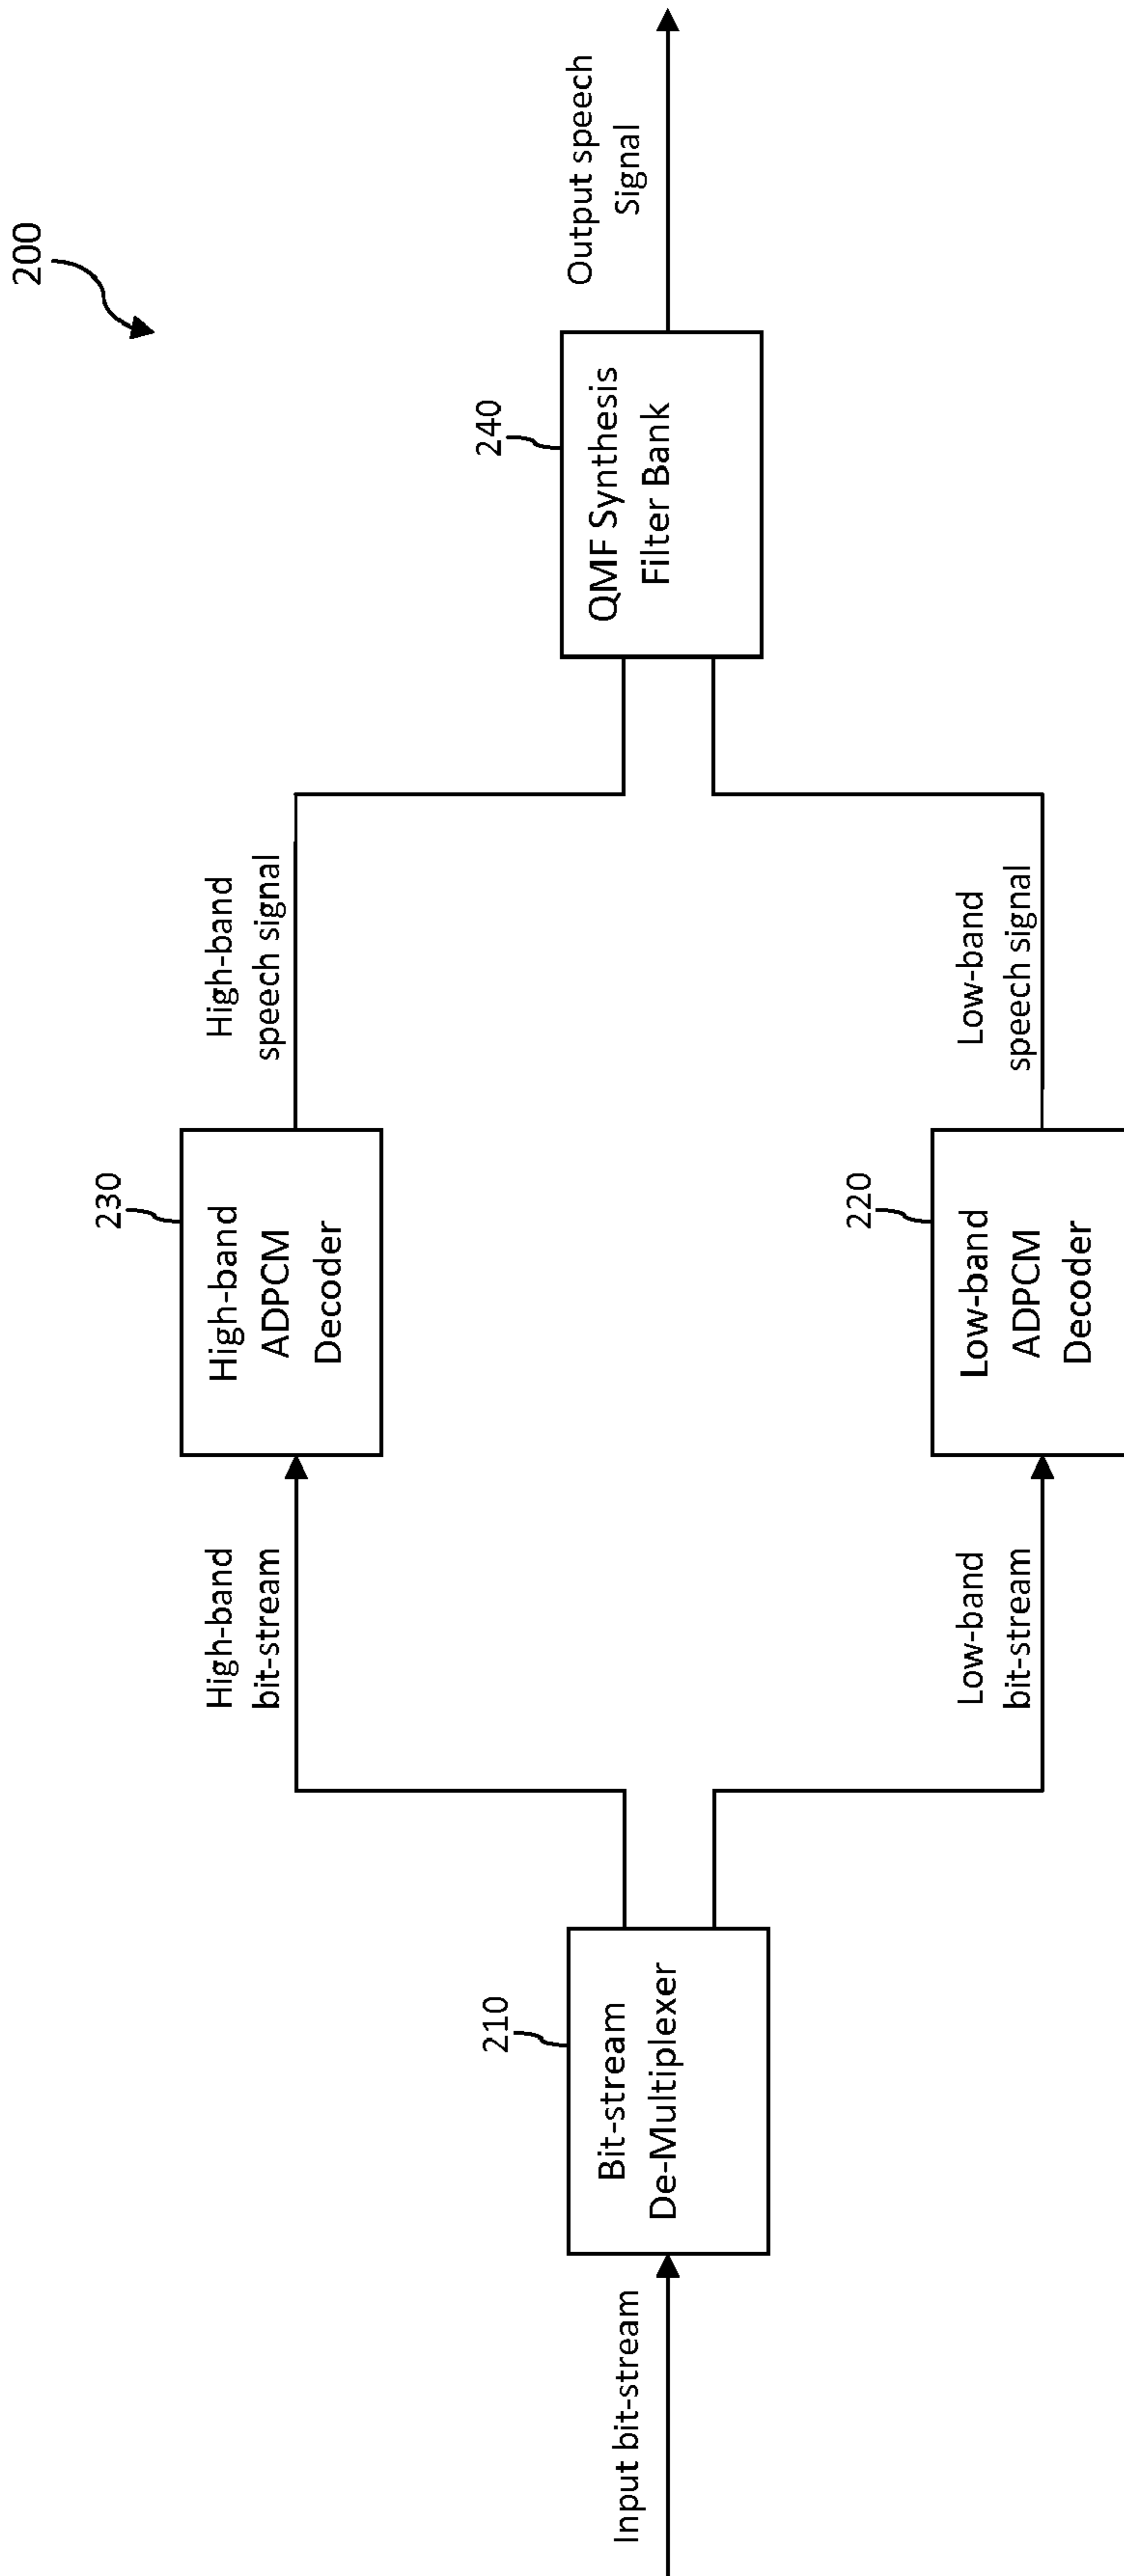 200
Input bit-stream
210
Bit-stream
De-Multiplexer
High-band
bit-stream
230
High-band
ADPCM
Decoder
High-band
speech signal
Low-band
bit-stream
220
Low-band
ADPCM
Decoder
Low-band
speech signal
240
QMF Synthesis
Filter Bank
Output speech
Signal